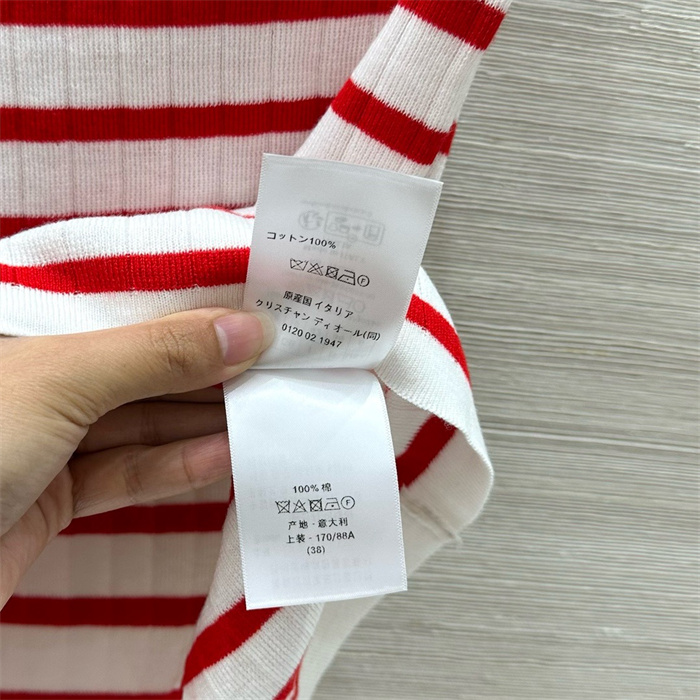 コットン100%
原産国 イタリア
クリスチャン ディオール(同)
0120 02 1947
100% 棉
F
产地 - 意大利
上装 - 170/88A
(38)